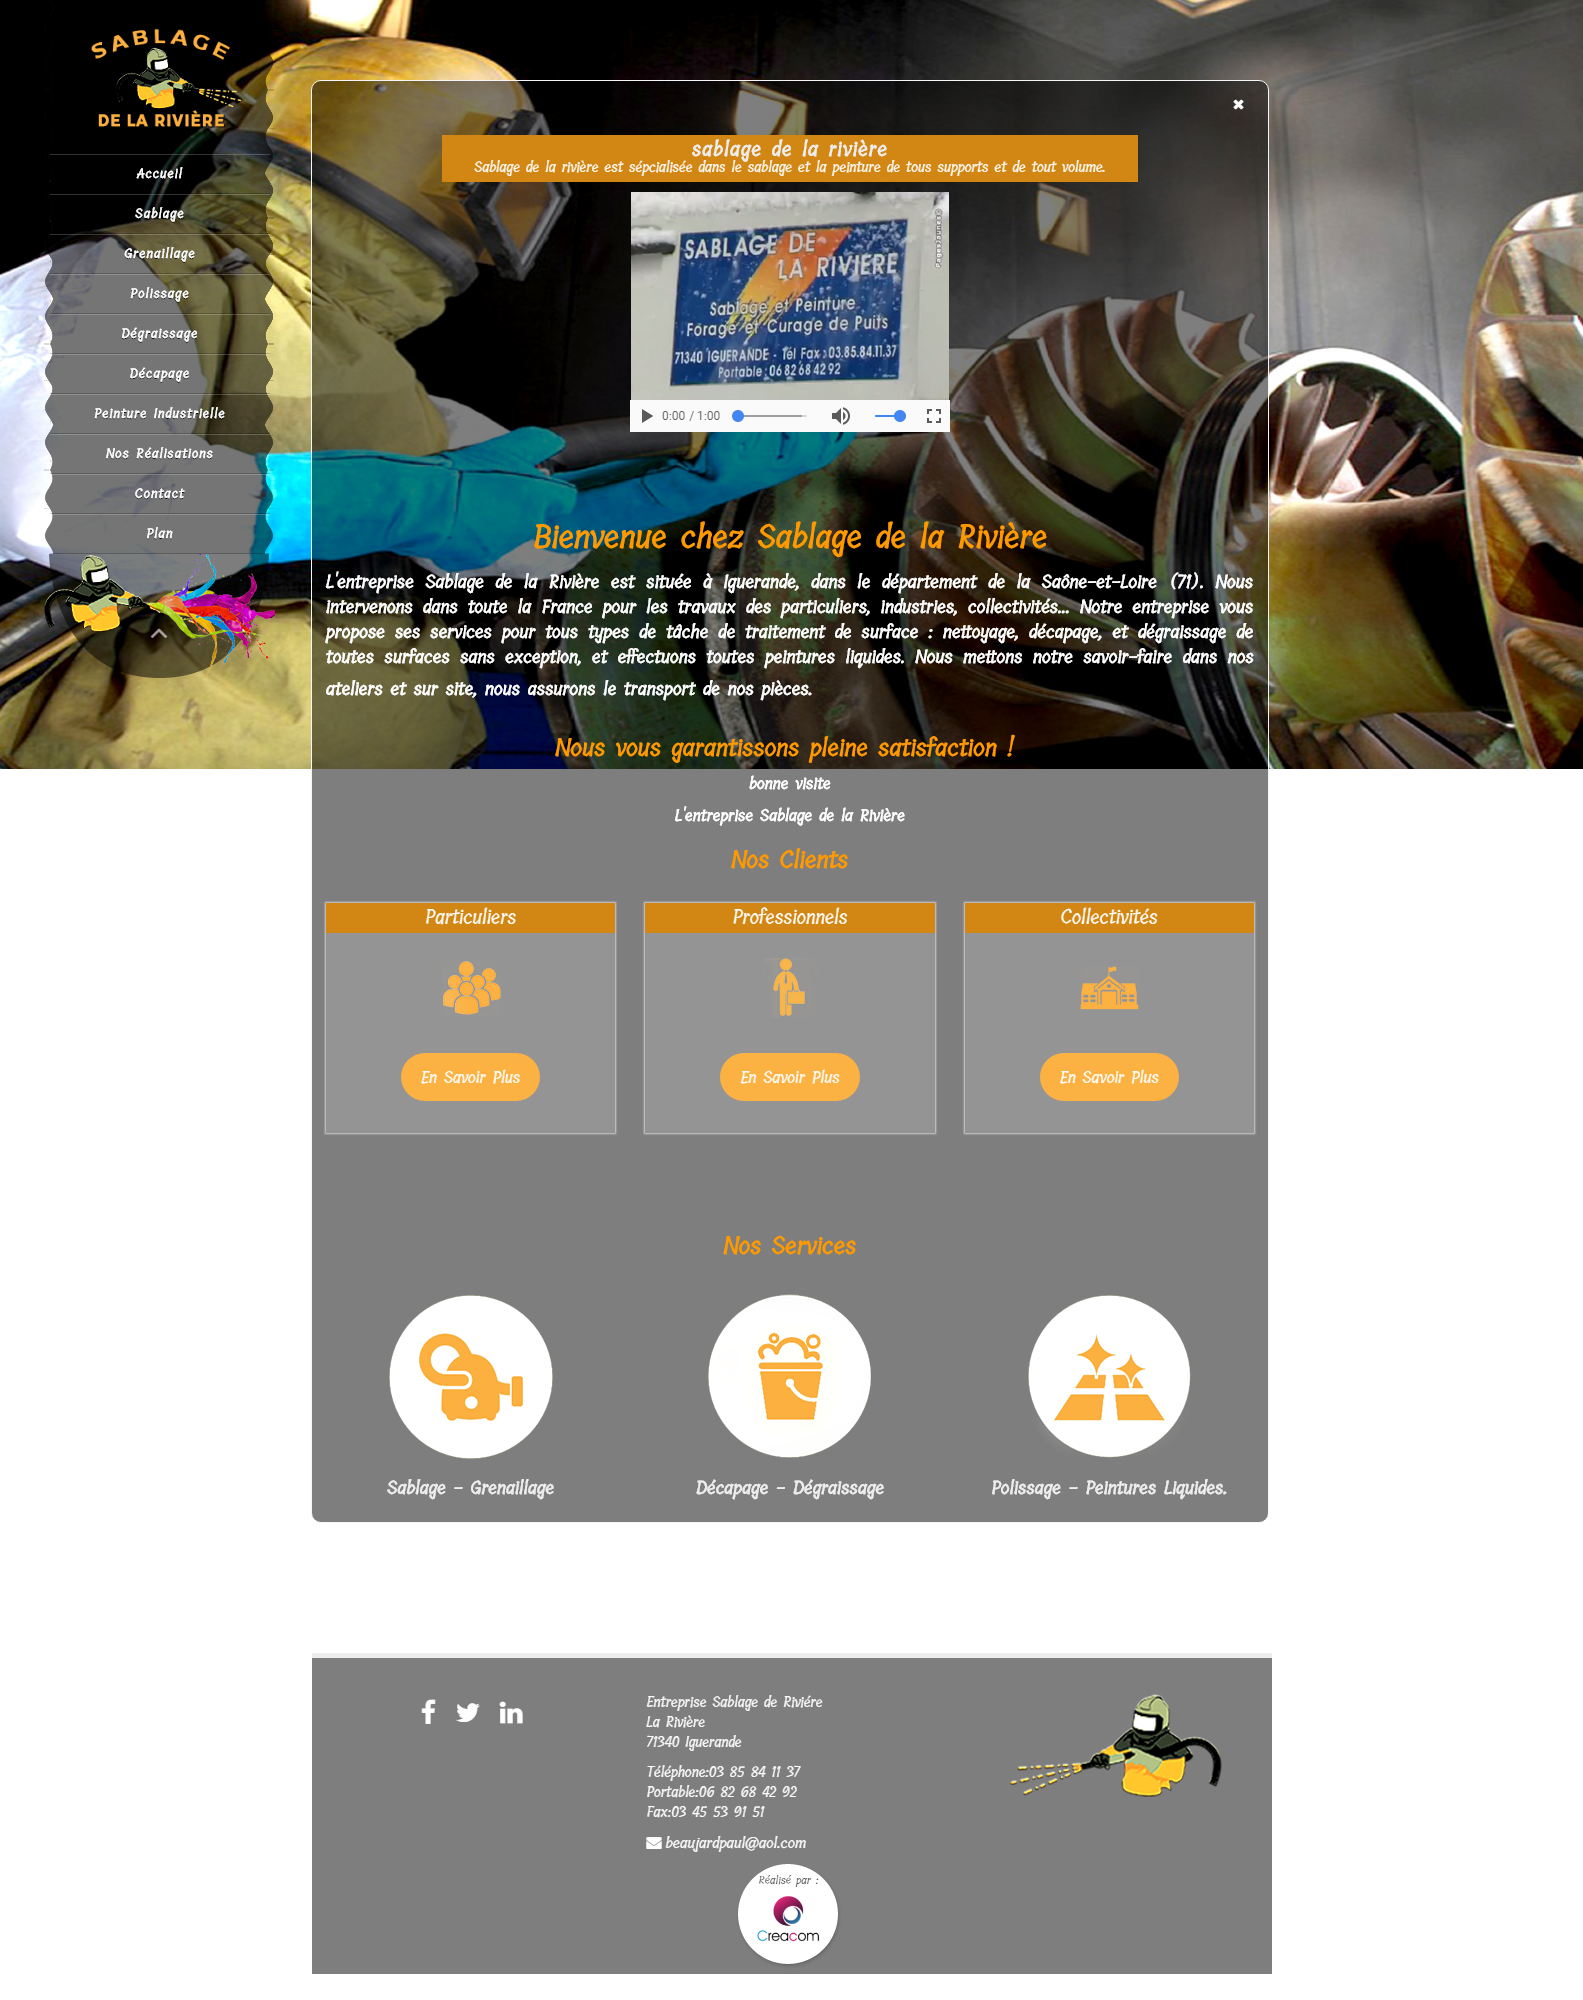 SABLAGE
DE LA RIVIÈRE
Accueil
Sablage
Grenaillage
Polissage
Dégraissage
Décapage
Peinture Industrielle
Nos Réalisations
Contact
Plan
✖
sablage de la rivière
Sablage de la rivière est sépcialisée dans le sablage et la peinture de tous supports et de tout volume.
SABLAGE DE
LA RIVIERE
Sablage et Peinture
Forage et Curage de Puits
71340 IGUERANDE - Tél Fax : 03.85.84.11.37
Portable : 06 82 68 42 92
PagesJaunes©
0:00 / 1:00
Bienvenue chez Sablage de la Rivière
L'entreprise Sablage de la Rivière est située à Iguerande, dans le département de la Saône-et-Loire (71). Nous
intervenons dans toute la France pour les travaux des particuliers, industries, collectivités... Notre entreprise vous
propose ses services pour tous types de tâche de traitement de surface : nettoyage, décapage, et dégraissage de
toutes surfaces sans exception, et effectuons toutes peintures liquides. Nous mettons notre savoir-faire dans nos
ateliers et sur site, nous assurons le transport de nos pièces.
Nous vous garantissons pleine satisfaction !
bonne visite
L'entreprise Sablage de la Rivière
Nos Clients
Particuliers
En Savoir Plus
Professionnels
En Savoir Plus
Collectivités
En Savoir Plus
Nos Services
Sablage - Grenaillage
Décapage - Dégraissage
Polissage - Peintures Liquides.
Entreprise Sablage de Riviére
La Rivière
71340 Iguerande
Téléphone:03 85 84 11 37
Portable:06 82 68 42 92
Fax:03 45 53 91 51
beaujardpaul@aol.com
Réalisé par :
Creacom